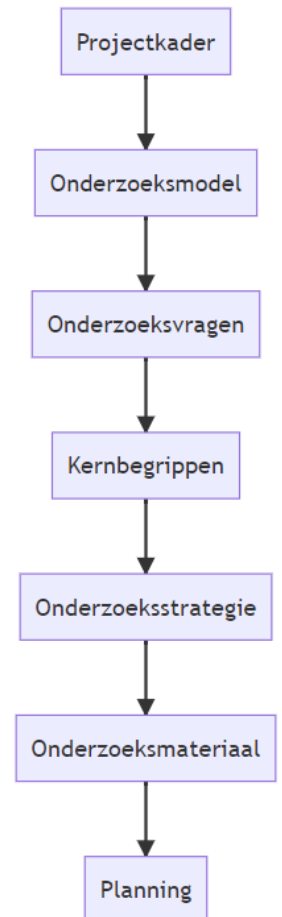 Projectkader
Onderzoeksmodel
Onderzoeksvragen
Kernbegrippen
Onderzoeksstrategie
Onderzoeksmateriaal
Planning